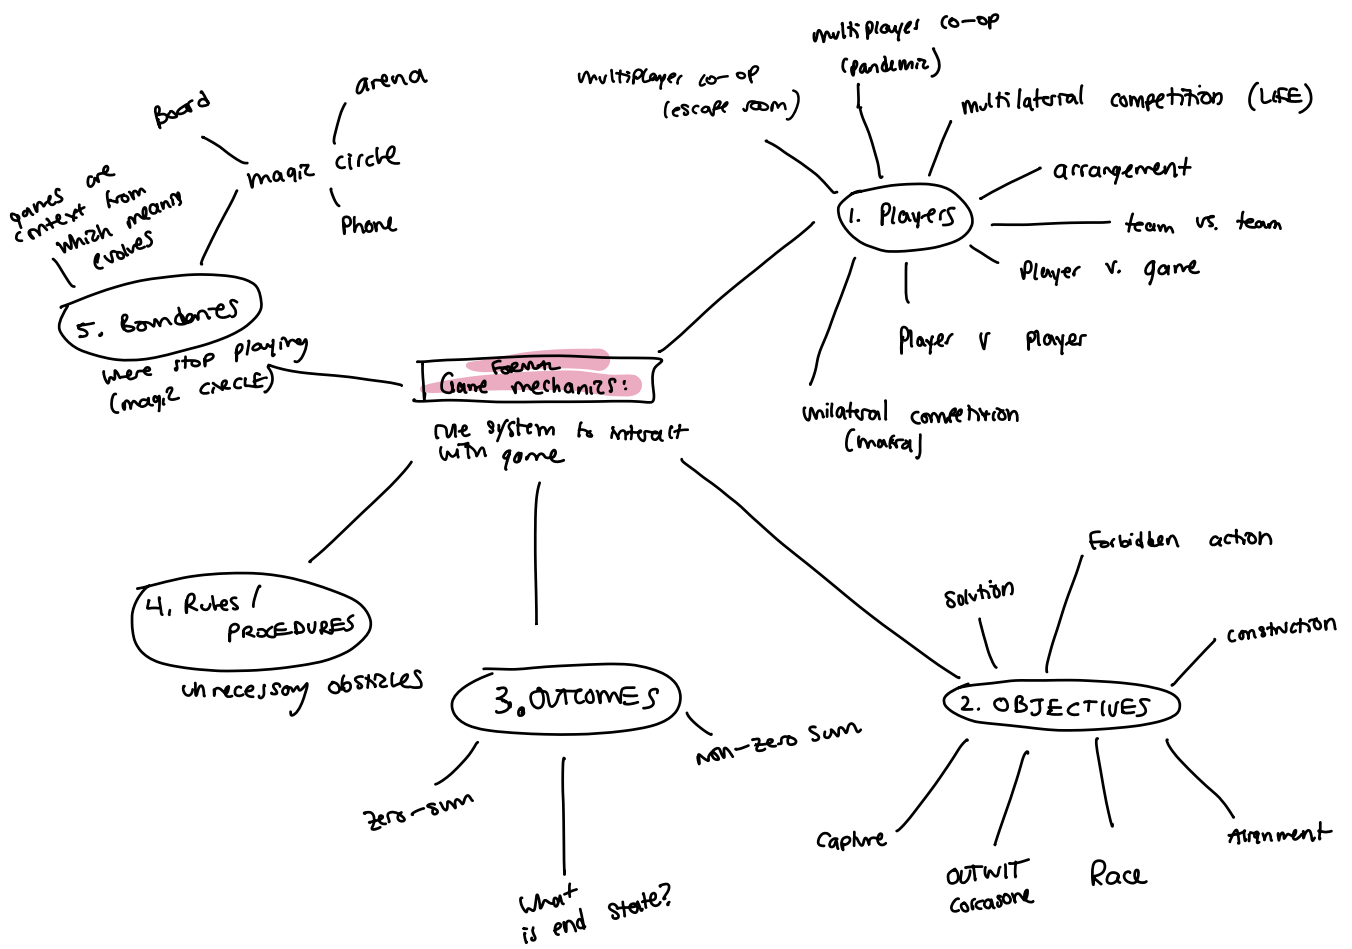 FORMAL
Game mechanics:
rule system to interact
with game
1. Players
multiplayer co-op
(escape room)
multiplayer co-op
(pandemic)
multilaterral competition (LIFE)
arrangement
team vs. team
Player v. game
Player v player
unilateral competition
(mafia)
2. OBJECTIVES
Solution
Forbidden action
construction
Capture
OUTWIT
Corcasone
Race
Alignment
3. OUTCOMES
zero-sum
what
is end state?
non-zero sum
4. Rules /
PROCEDURES
unnecessary obstacles
5. Boundaries
where stop playing
(magic CIRCLE)
games are
context from
which meaning
evolves
magic circle
Board
arena
Phone